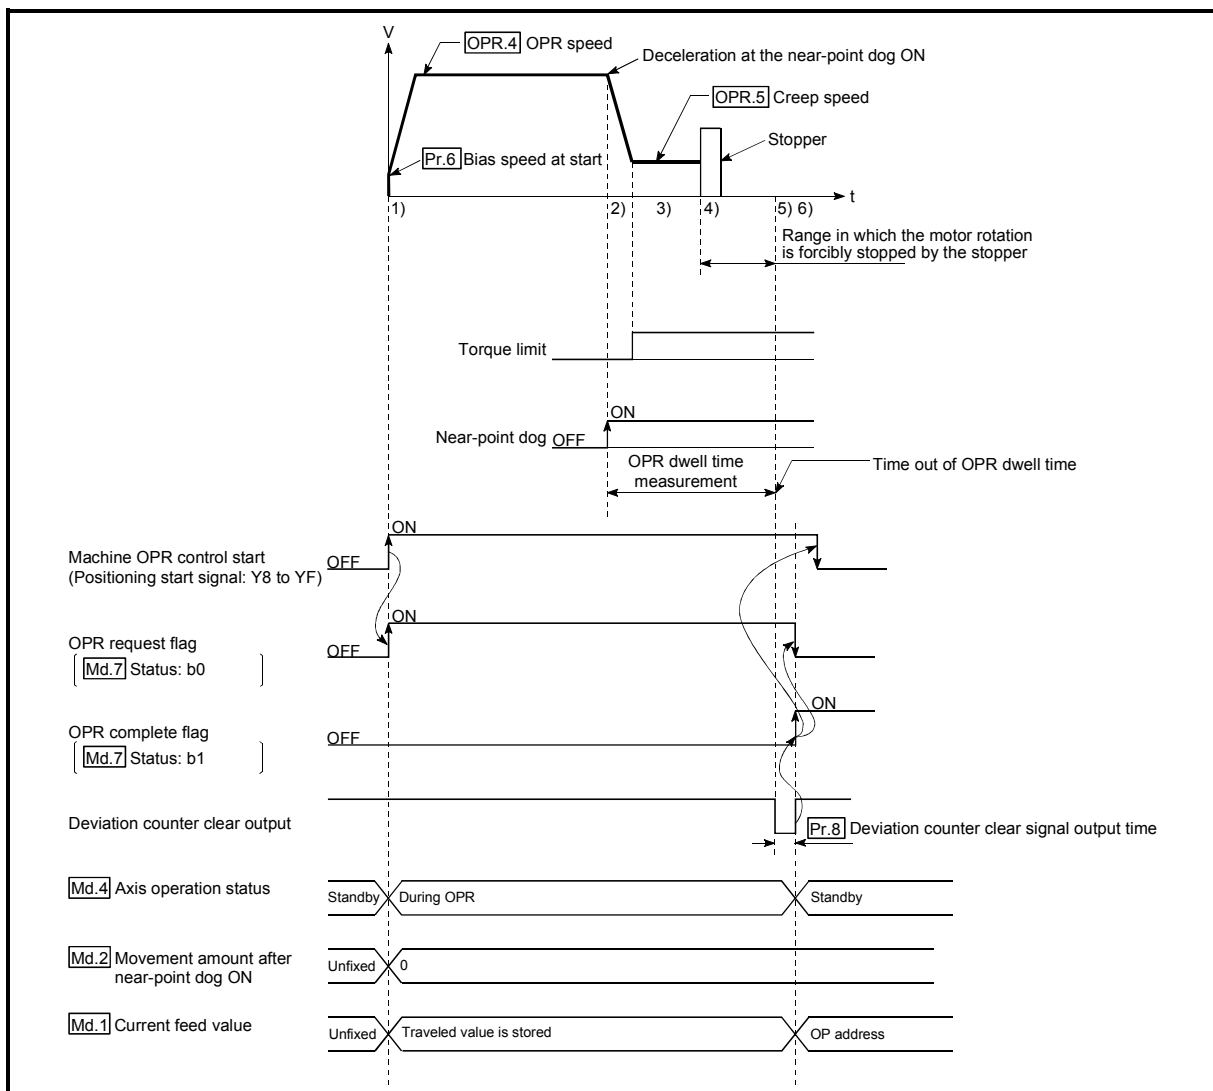 V
OPR.4 OPR speed
Deceleration at the near-point dog ON
OPR.5 Creep speed
Stopper
Pr.6 Bias speed at start
t
1) 2) 3) 4) 5) 6)
Range in which the motor rotation
is forcibly stopped by the stopper
Torque limit
ON
Near-point dog OFF
OPR dwell time
measurement
Time out of OPR dwell time
ON
Machine OPR control start
(Positioning start signal: Y8 to YF)
OFF
ON
OPR request flag
OFF
Md.7 Status: b0
ON
OPR complete flag
OFF
Md.7 Status: b1
Deviation counter clear output
Pr.8 Deviation counter clear signal output time
Md.4 Axis operation status
Standby During OPR Standby
Md.2 Movement amount after
near-point dog ON
Unfixed 0
Md.1 Current feed value
Unfixed Traveled value is stored OP address